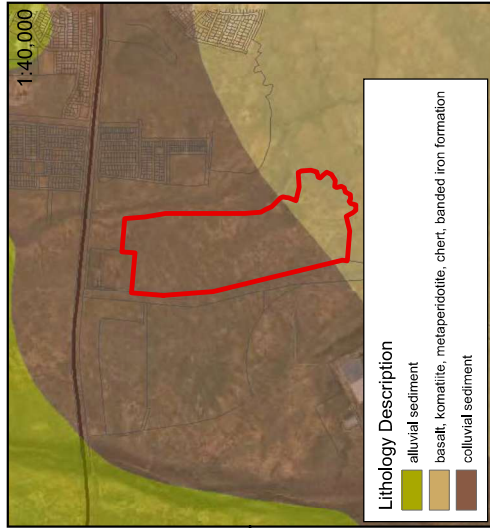 1:40,000
Lithology Description
alluvial sediment
basalt, komatiite, metaperidotite, chert, banded iron formation
colluvial sediment